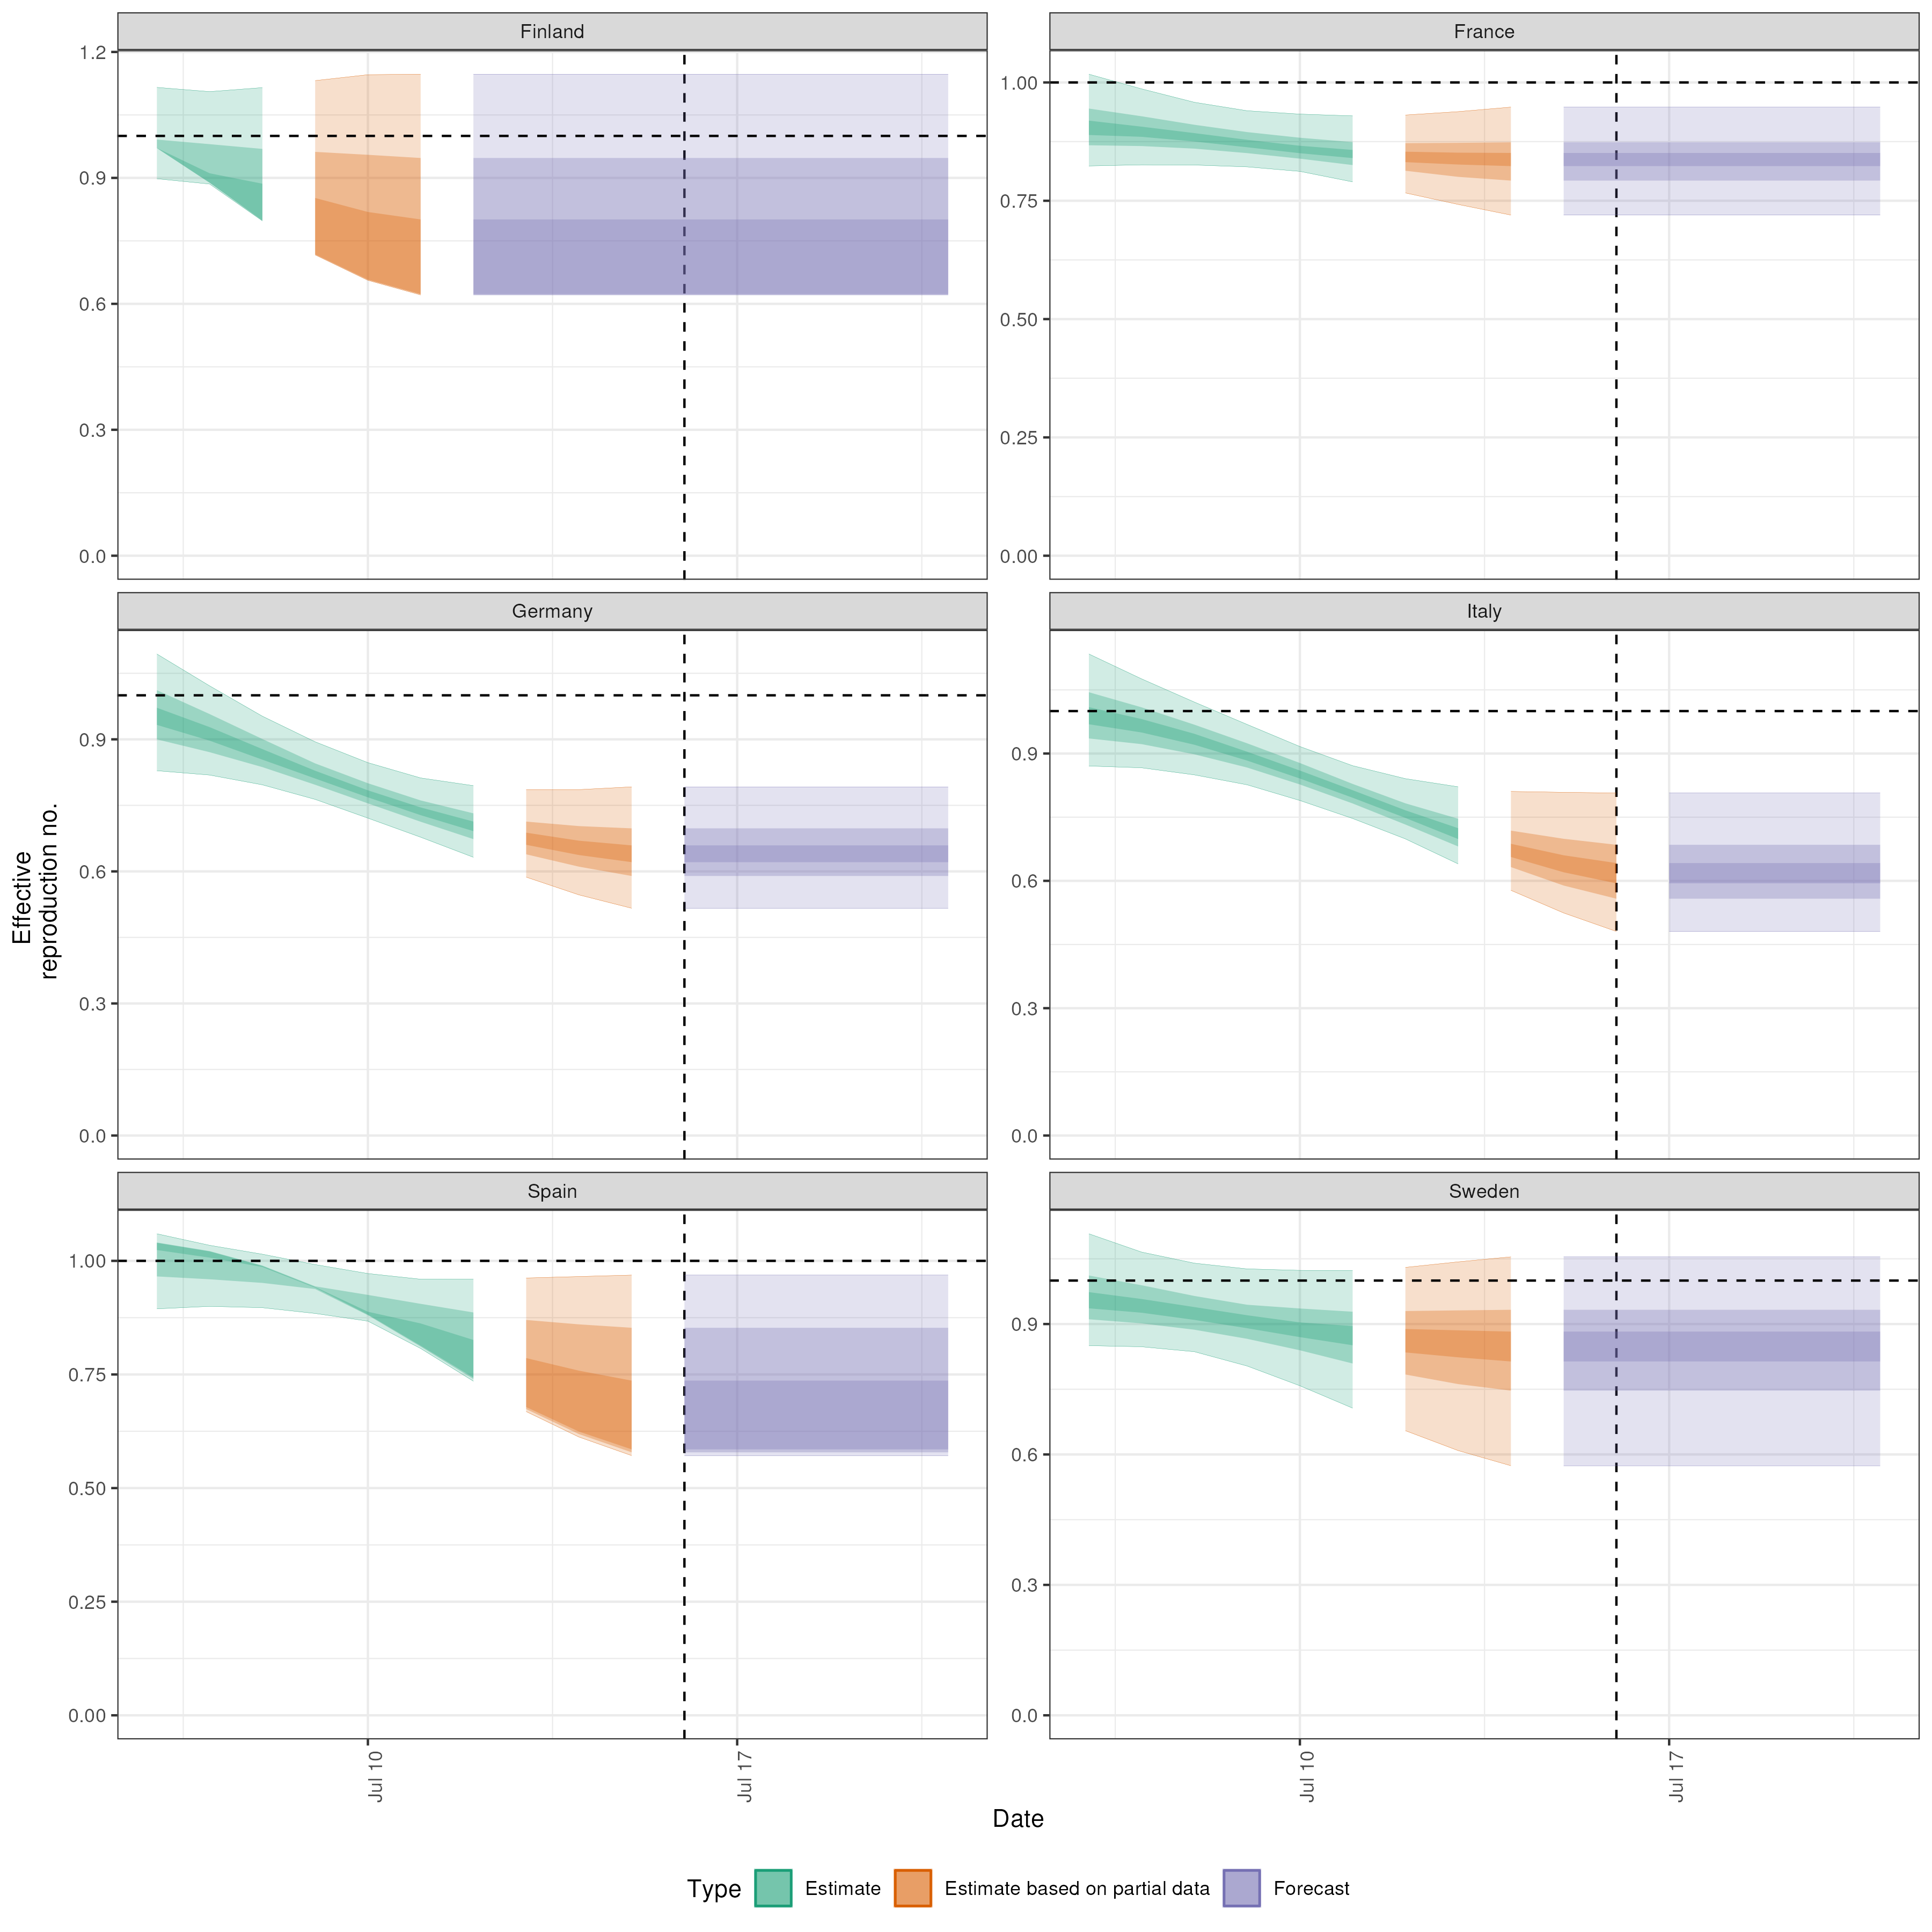 Finland
France
1.2
0.9
0.6
0.3
0.0
1.00
0.75
0.50
0.25
0.00
Germany
Italy
0.9
0.6
0.3
0.0
0.9
0.6
0.3
0.0
Effective
reproduction no.
Spain
Sweden
1.00
0.75
0.50
0.25
0.00
0.9
0.6
0.3
0.0
Jul 10
Jul 17
Jul 10
Jul 17
Date
Type Estimate Estimate based on partial data Forecast